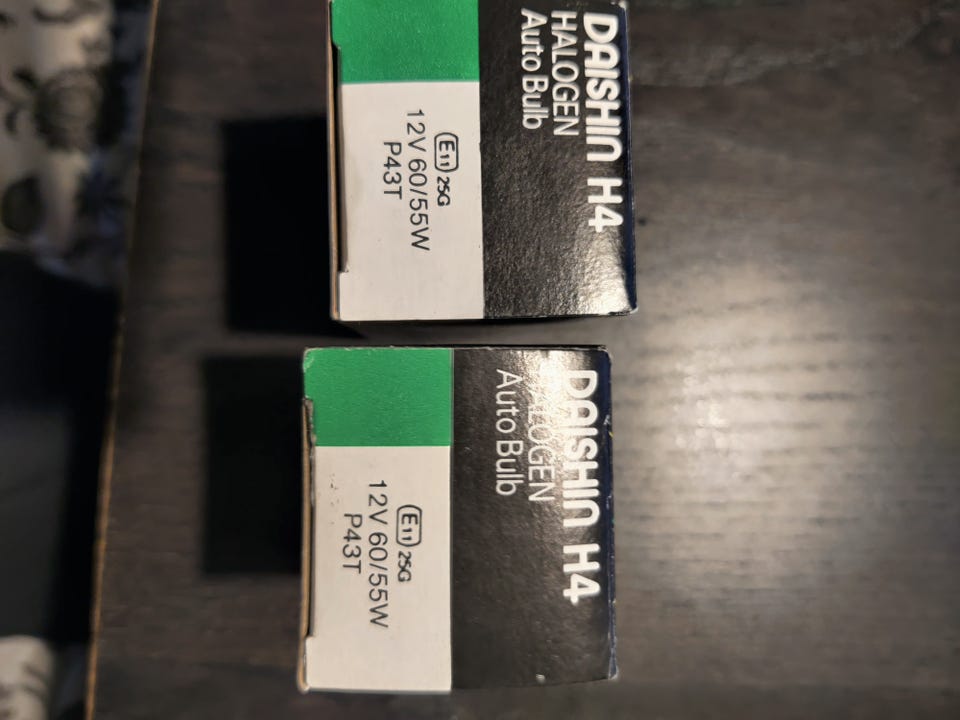 DAISHIN H4
HALOGEN
Auto Bulb
E11 25G
12V 60/55W
P43T
DAISHIN H4
HALOGEN
Auto Bulb
E11 25G
12V 60/55W
P43T